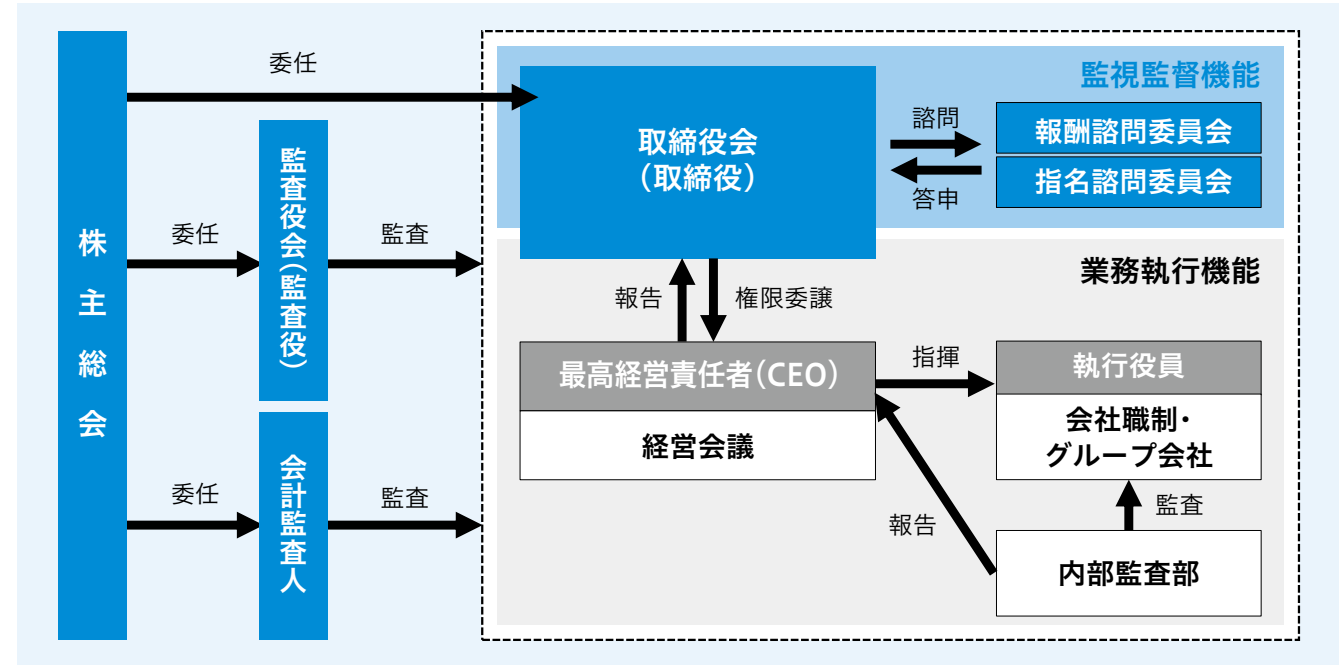 株主総会
委任
委任
委任
監査役会(監査役)
会計監査人
監査
監査
監視監督機能
取締役会
(取締役)
諮問
答申
報酬諮問委員会
指名諮問委員会
業務執行機能
報告
権限委譲
最高経営責任者(CEO)
経営会議
指揮
執行役員
会社職制・
グループ会社
監査
報告
内部監査部